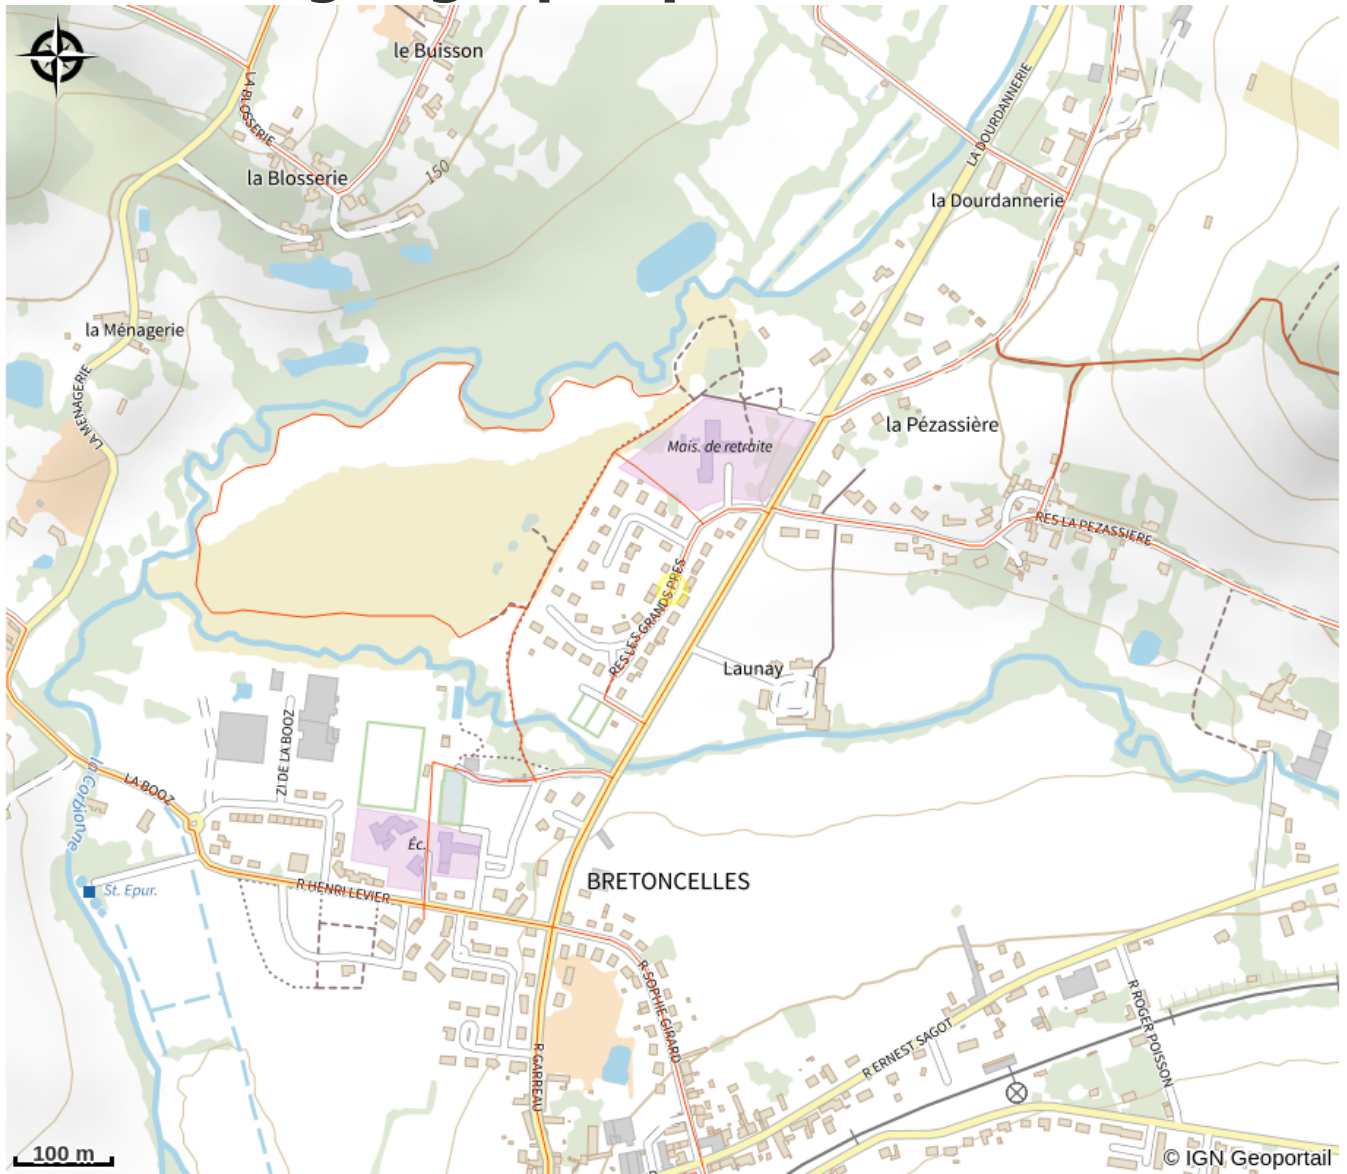 le Buisson
LA BLOSSERIE
LA DOURDANNERIE
150
la Blosserie
la Dourdannerie
la Ménagerie
LA MENAGERIE
la Pézassière
Mais. de retraite
RES LA PEZASSIERE
RES LES GRANDS PRES
Launay
ZI DE LA BOOZ
LA BOOZ
la Corbionne
Éc.
BRETONCELLES
St. Epur.
R HENRI LEVIER
R SOPHIE GIRARD
R ROGER POISSON
R ERNEST SAGOT
R GARREAU
100 m
© IGN Geoportail